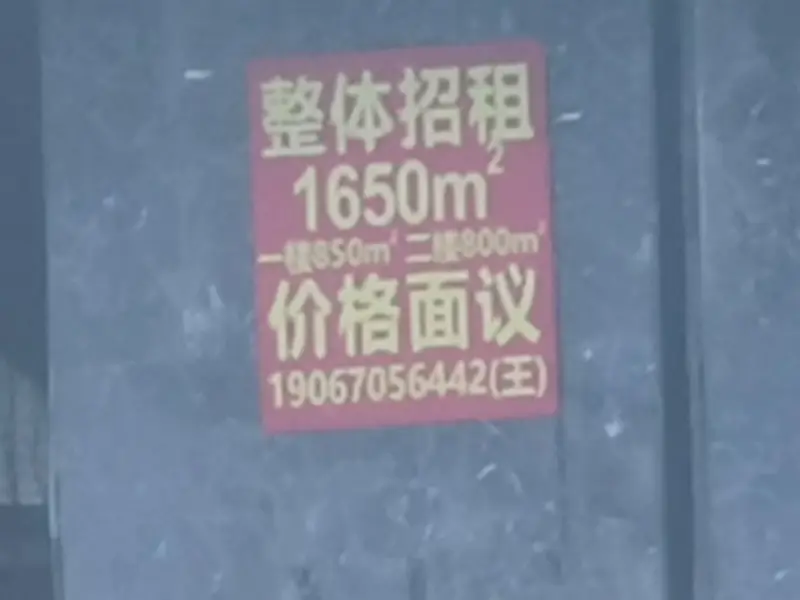 整体招租
1650m²
一楼850m² 二楼800m²
价格面议
19067056442(王)